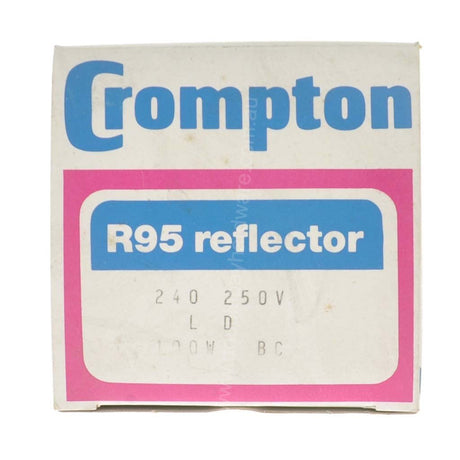 Crompton
R95 reflector
240 250V
L D
100W BC